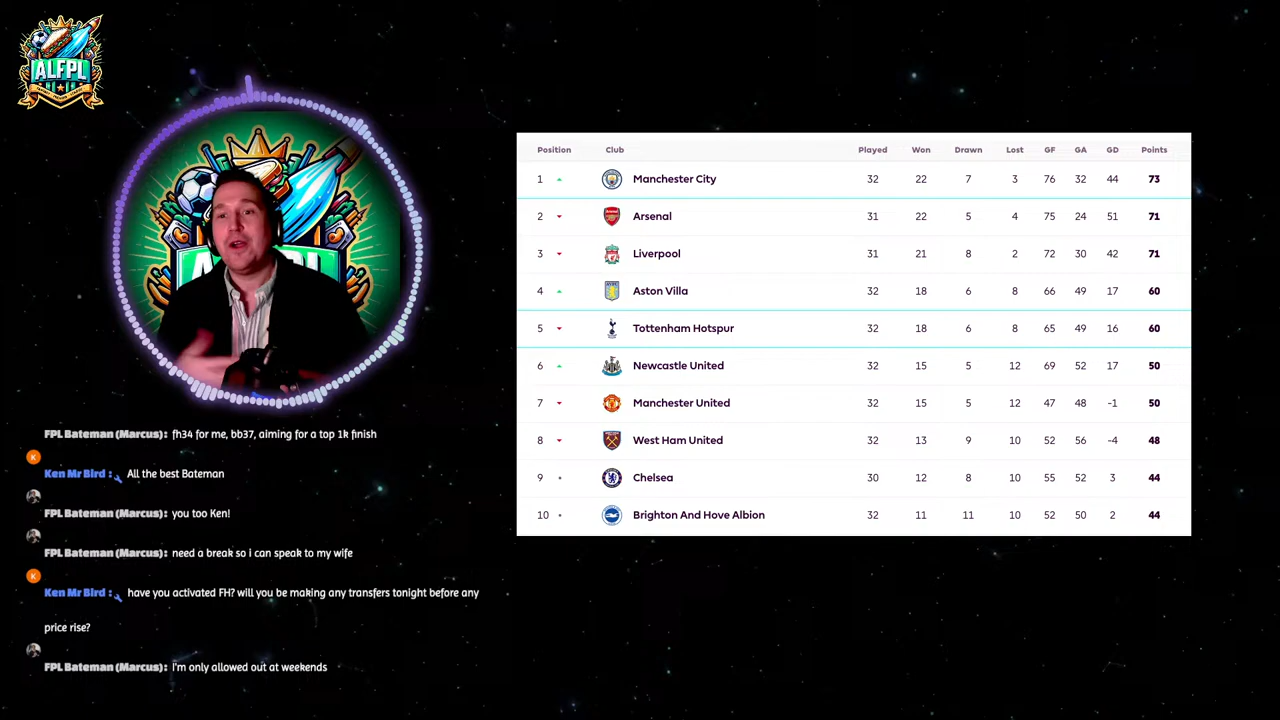 ALFPL
Position Club Played Won Drawn Lost GF GA GD Points
1 Manchester City 32 22 7 3 76 32 44 73
2 Arsenal 31 22 5 4 75 24 51 71
3 Liverpool 31 21 8 2 72 30 42 71
4 Aston Villa 32 18 6 8 66 49 17 60
5 Tottenham Hotspur 32 18 6 8 65 49 16 60
6 Newcastle United 32 15 5 12 69 52 17 50
7 Manchester United 32 15 5 12 47 48 -1 50
8 West Ham United 32 13 9 10 52 56 -4 48
9 Chelsea 30 12 8 10 55 52 3 44
10 Brighton And Hove Albion 32 11 11 10 52 50 2 44
FPL Bateman (Marcus): fh34 for me, bb37, aiming for a top 1k finish
K
Ken Mr Bird : All the best Bateman
FPL Bateman (Marcus): you too Ken!
FPL Bateman (Marcus): need a break so i can speak to my wife
K
Ken Mr Bird : have you activated FH? will you be making any transfers tonight before any
price rise?
FPL Bateman (Marcus): I'm only allowed out at weekends